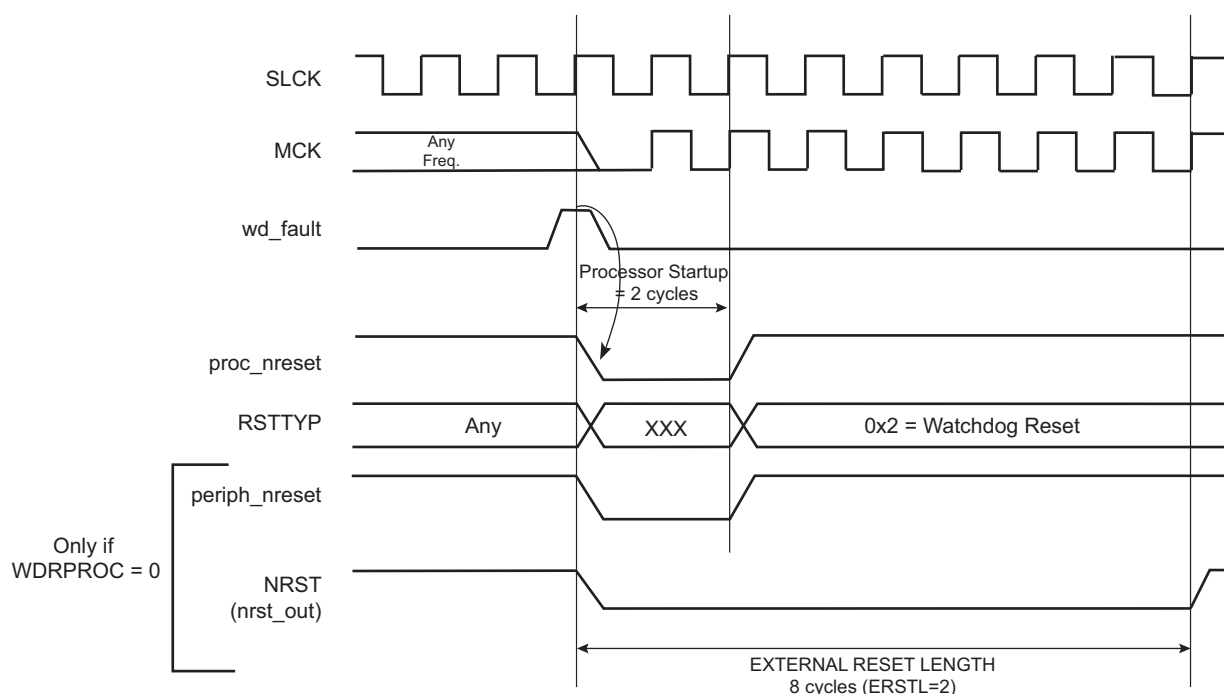 SLCK
MCK
Any
Freq.
wd_fault
Processor Startup
= 2 cycles
proc_nreset
RSTTYP
Any
XXX
0x2 = Watchdog Reset
periph_nreset
Only if
WDRPROC = 0
NRST
(nrst_out)
EXTERNAL RESET LENGTH
8 cycles (ERSTL=2)